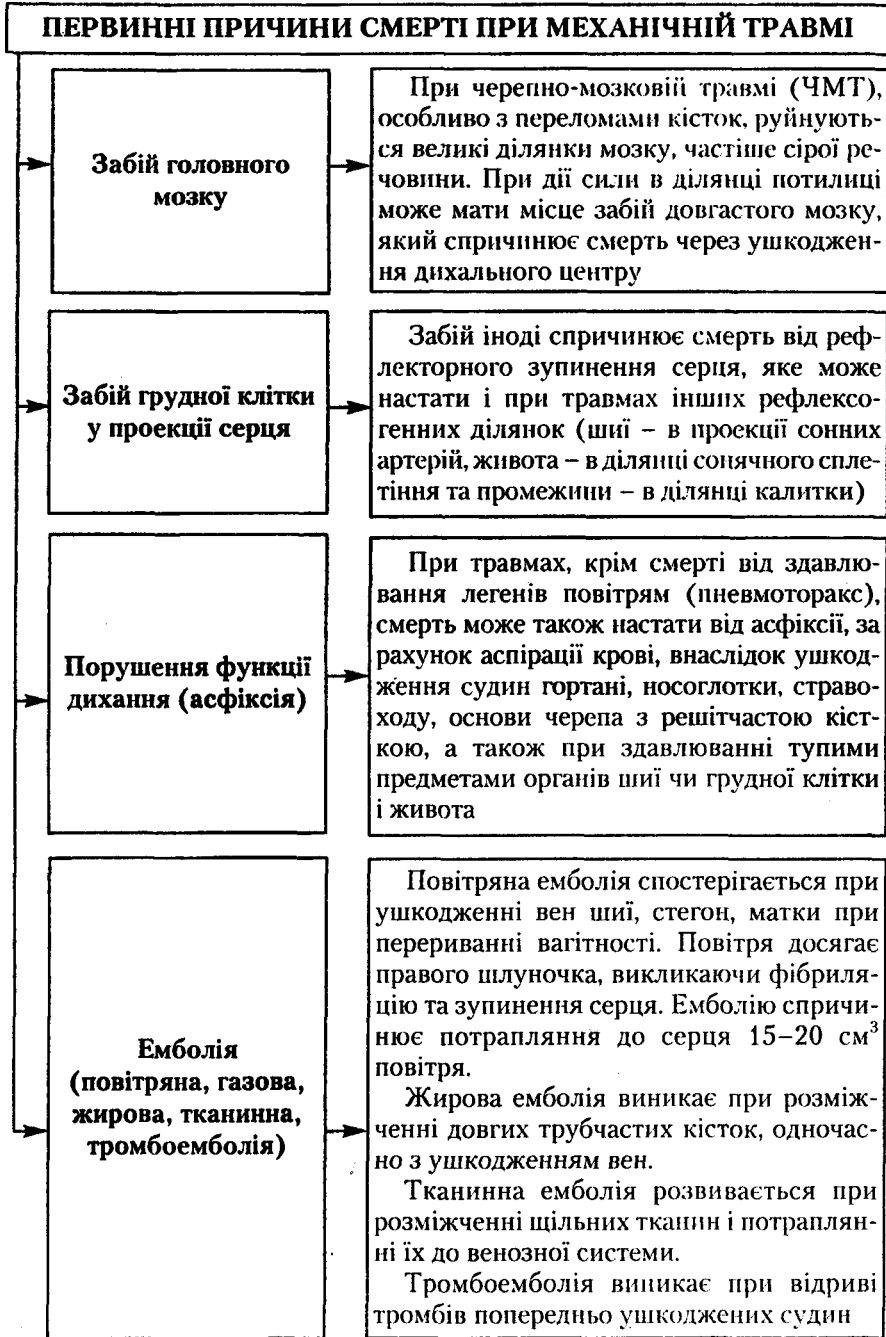 ПЕРВИННІ ПРИЧИНИ СМЕРТІ ПРИ МЕХАНІЧНІЙ ТРАВМІ
Забій головного
мозку
При черепно-мозковій травмі (ЧМТ),
особливо з переломами кісток, руйнують-
ся великі ділянки мозку, частіше сірої ре-
човини. При дії сили в ділянці потилиці
може мати місце забій довгастого мозку,
який спричинює смерть через ушкоджен-
ня дихального центру
Забій грудної клітки
у проекції серця
Забій іноді спричинює смерть від реф-
лекторного зупинення серця, яке може
настати і при травмах інших рефлексо-
генних ділянок (шиї – в проекції сонних
артерій, живота – в ділянці сонячного спле-
тіння та промежини – в ділянці калитки)
Порушення функції
дихання (асфіксія)
При травмах, крім смерті від здавлю-
вання легенів повітрям (пневмоторакс),
смерть може також настати від асфіксії, за
рахунок аспірації крові, внаслідок ушкод-
ження судин гортані, носоглотки, страво-
ходу, основи черепа з решітчастою кіст-
кою, а також при здавлюванні тупими
предметами органів шиї чи грудної клітки
і живота
Емболія
(повітряна, газова,
жирова, тканинна,
тромбоемболія)
Повітряна емболія спостерігається при
ушкодженні вен шиї, стегон, матки при
перериванні вагітності. Повітря досягає
правого шлуночка, викликаючи фібриля-
цію та зупинення серця. Емболію спричи-
нює потрапляння до серця 15–20 см³
повітря.
Жирова емболія виникає при розміж-
ченні довгих трубчастих кісток, одночас-
но з ушкодженням вен.
Тканинна емболія розвивається при
розміжченні щільних тканин і потраплян-
ні їх до венозної системи.
Тромбоемболія виникає при відриві
тромбів попередньо ушкоджених судин